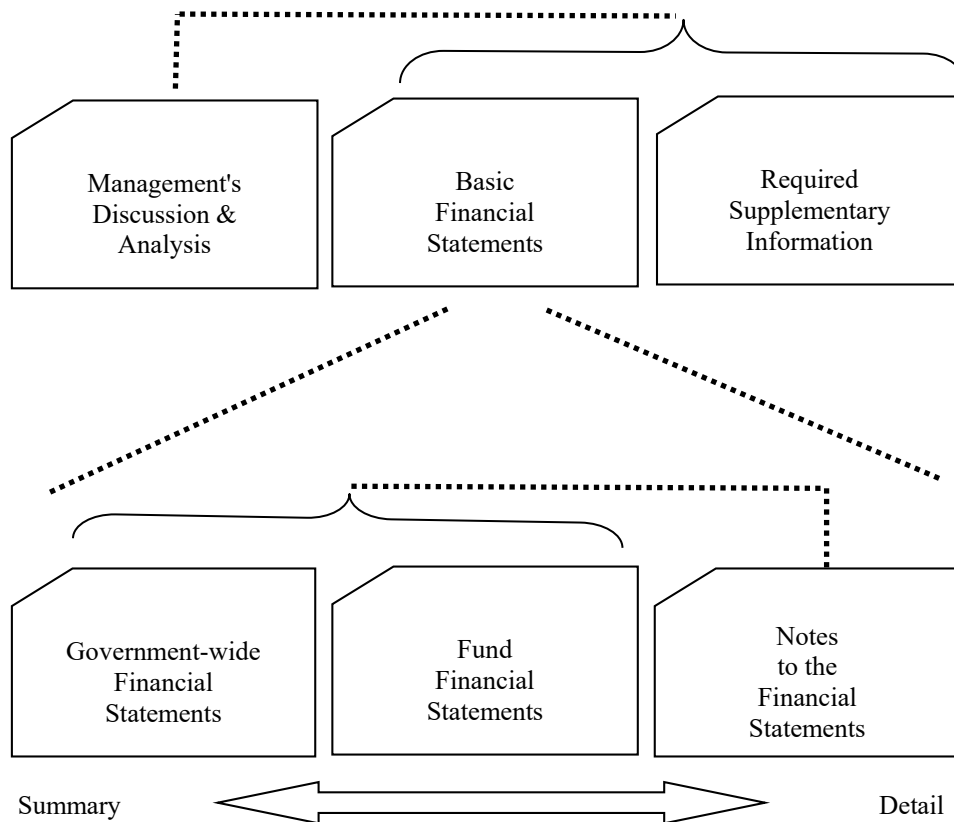 Management's
Discussion &
Analysis
Basic
Financial
Statements
Required
Supplementary
Information
Government-wide
Financial
Statements
Fund
Financial
Statements
Notes
to the
Financial
Statements
Summary
Detail